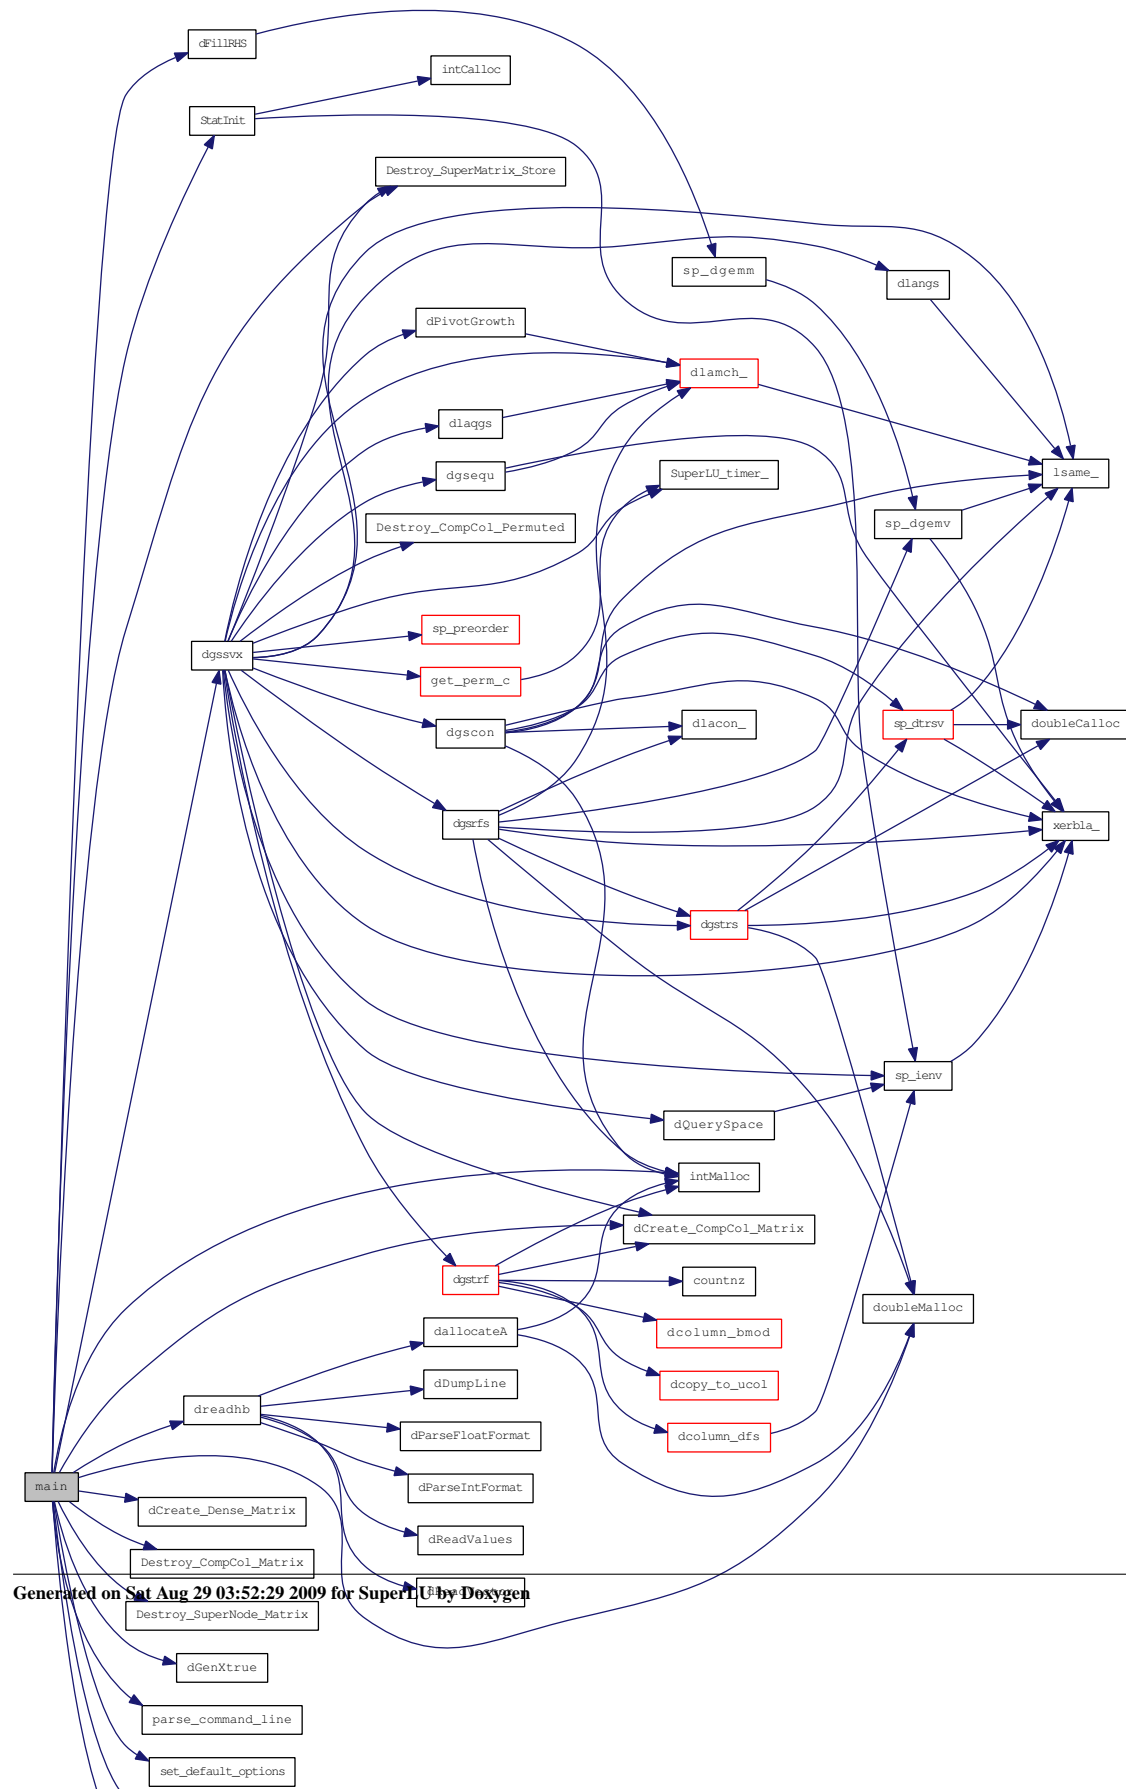 dFillRHS
intCalloc
StatInit
Destroy_SuperMatrix_Store
sp_dgemm
dlangs
dPivotGrowth
dlamch_
dlaqgs
dgsequ
SuperLU_timer_
lsame_
Destroy_CompCol_Permuted
sp_dgemv
sp_preorder
dgssvx
get_perm_c
dgscon
dlacon_
sp_dtrsv
doubleCalloc
dgsrfs
xerbla_
dgstrs
sp_ienv
dQuerySpace
intMalloc
dCreate_CompCol_Matrix
dgstrf
countnz
doubleMalloc
dallocateA
dcolumn_bmod
dDumpLine
dcopy_to_ucol
dreadhb
dParseFloatFormat
dcolumn_dfs
main
dParseIntFormat
dCreate_Dense_Matrix
dReadValues
Destroy_CompCol_Matrix
dReadVector
Generated on Sat Aug 29 03:52:29 2009 for SuperLU by Doxygen
Destroy_SuperNode_Matrix
dGenXtrue
parse_command_line
set_default_options